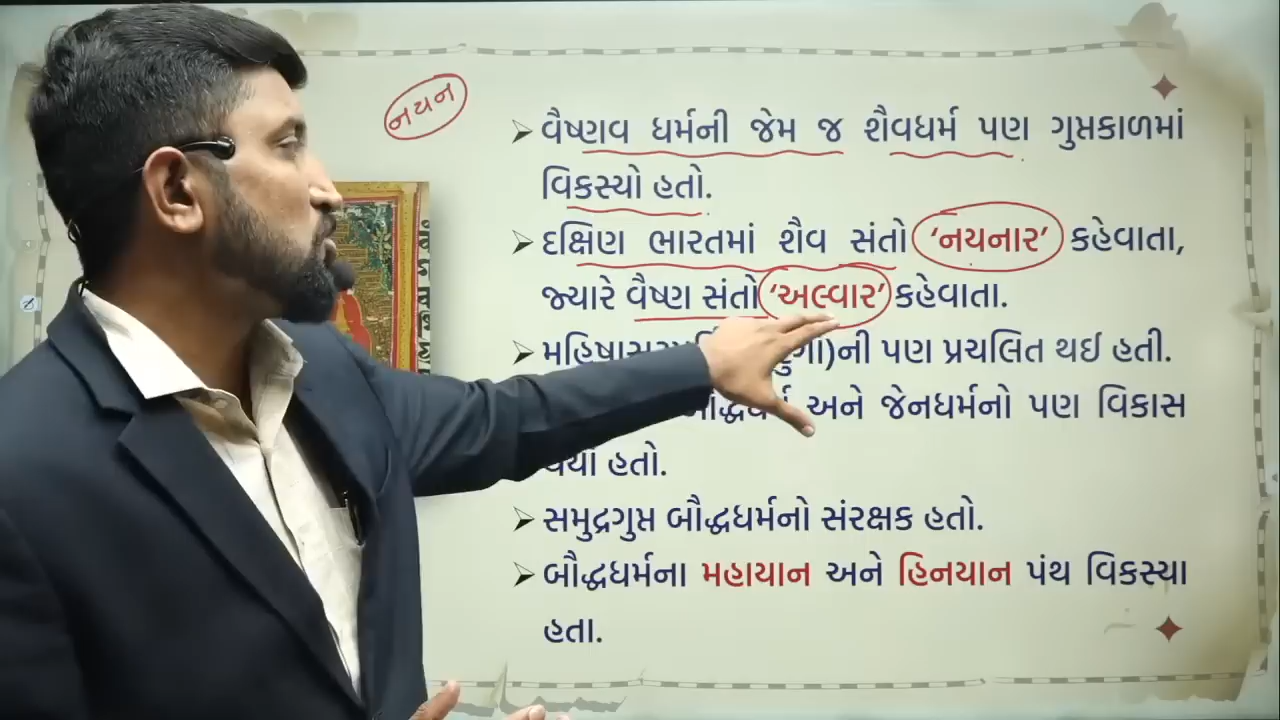 નયન
વૈષ્ણવ ધર્મની જેમ જ શૈવધર્મ પણ ગુપ્તકાળમાં
વિકસ્યો હતો.
દક્ષિણ ભારતમાં શૈવ સંતો ‘નયનાર’ કહેવાતા,
જ્યારે વૈષ્ણ સંતો ‘અલ્વાર’ કહેવાતા.
ની પણ પ્રચલિત થઈ હતી.
અને જેનધર્મનો પણ વિકાસ
હતો.
સમુદ્રગુપ્ત બૌદ્ધધર્મનો સંરક્ષક હતો.
બૌદ્ધધર્મના મહાયાન અને હિનયાન પંથ વિકસ્યા
હતા.